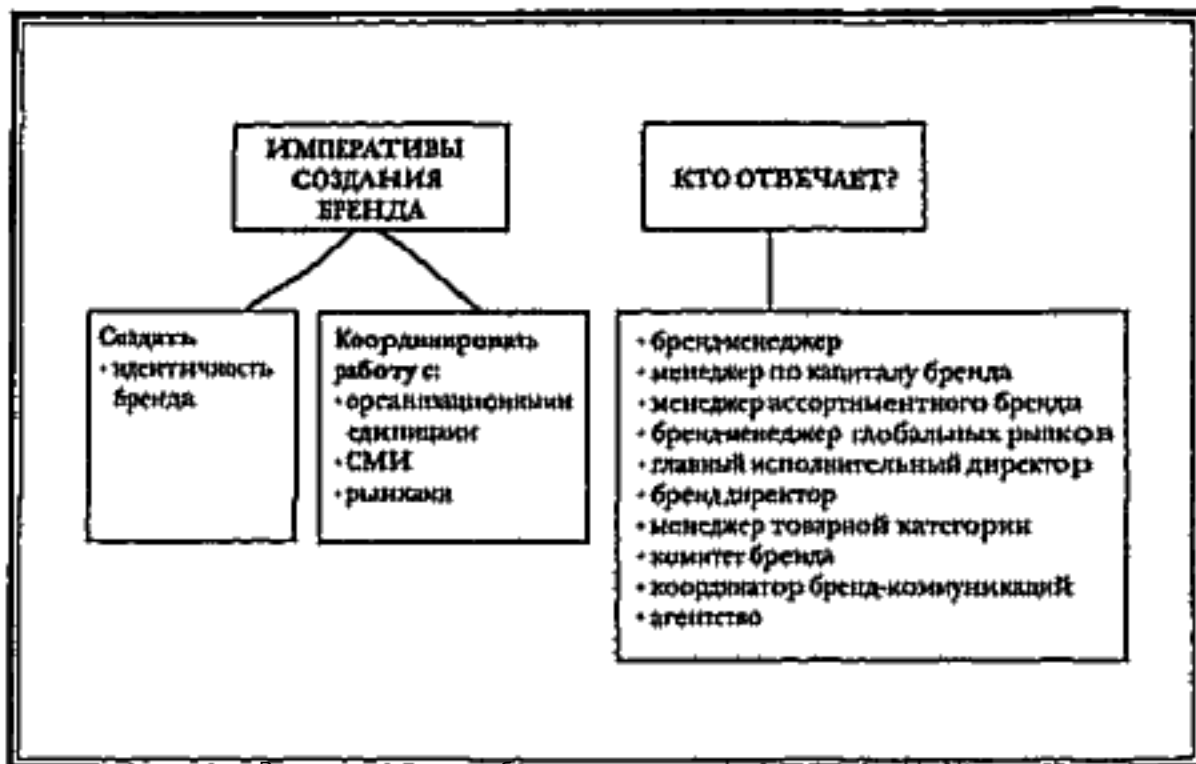 ИМПЕРАТИВЫ
СОЗДАНИЯ
БРЕНДА
КТО ОТВЕЧАЕТ?
Создать
• идентичность
бренда
Координировать
работу с:
• организационными
единицами
• СМИ
• рынками
• бренд-менеджер
• менеджер по капиталу бренда
• менеджер ассортиментного бренда
• бренд-менеджер глобальных рынков
• главный исполнительный директор
• бренд директор
• менеджер товарной категории
• комитет бренда
• координатор бренд-коммуникаций
• агентство